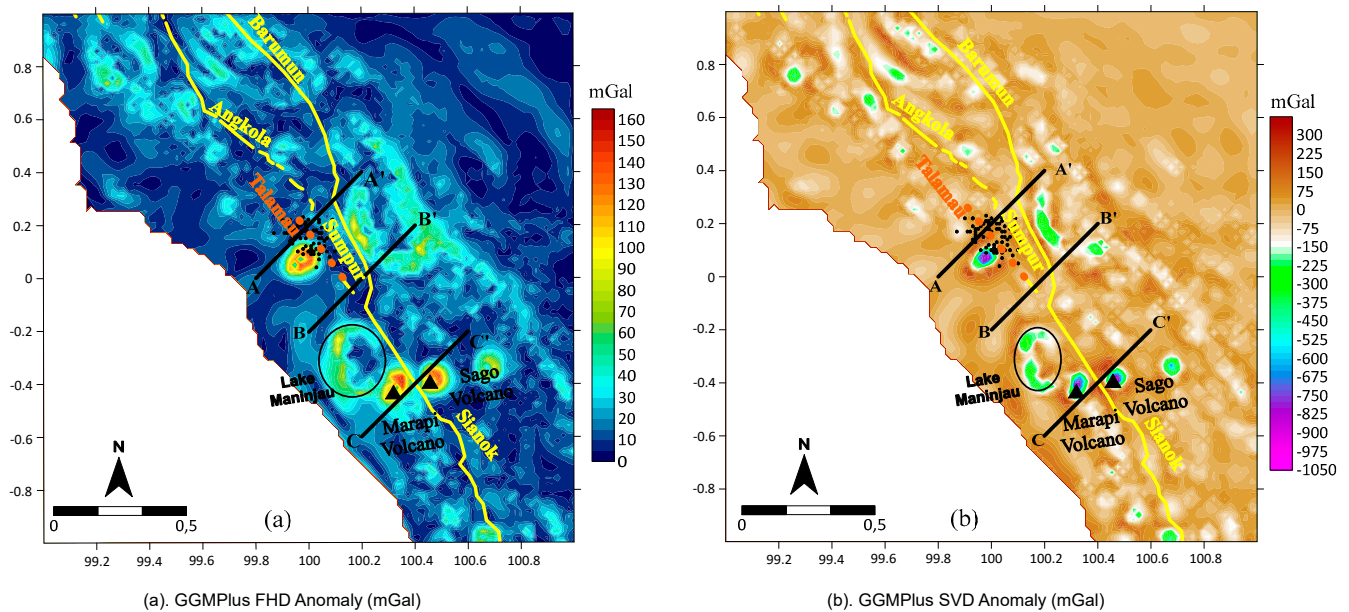 mGal
160
150
140
130
120
110
100
90
80
70
60
50
40
30
20
10
0
0.8
0.6
0.4
0.2
0
-0.2
-0.4
-0.6
-0.8
Barumun
Angkola
Talamau
Sumpur
Sianok
A'
A
B'
B
C'
C
Lake
Maninjau
Marapi
Volcano
Sago
Volcano
N
0
0,5
(a)
99.2
99.4
99.6
99.8
100.0
100.2
100.4
100.6
100.8
(a). GGMPlus FHD Anomaly (mGal)
mGal
300
225
150
75
0
-75
-150
-225
-300
-375
-450
-525
-600
-675
-750
-825
-900
-975
-1050
0.8
0.6
0.4
0.2
0
-0.2
-0.4
-0.6
-0.8
Barumun
Angkola
Talamau
Sumpur
Sianok
A'
A
B'
B
C'
C
Lake
Maninjau
Marapi
Volcano
Sago
Volcano
N
0
0,5
(b)
99.2
99.4
99.6
99.8
100.0
100.2
100.4
100.6
100.8
(b). GGMPlus SVD Anomaly (mGal)